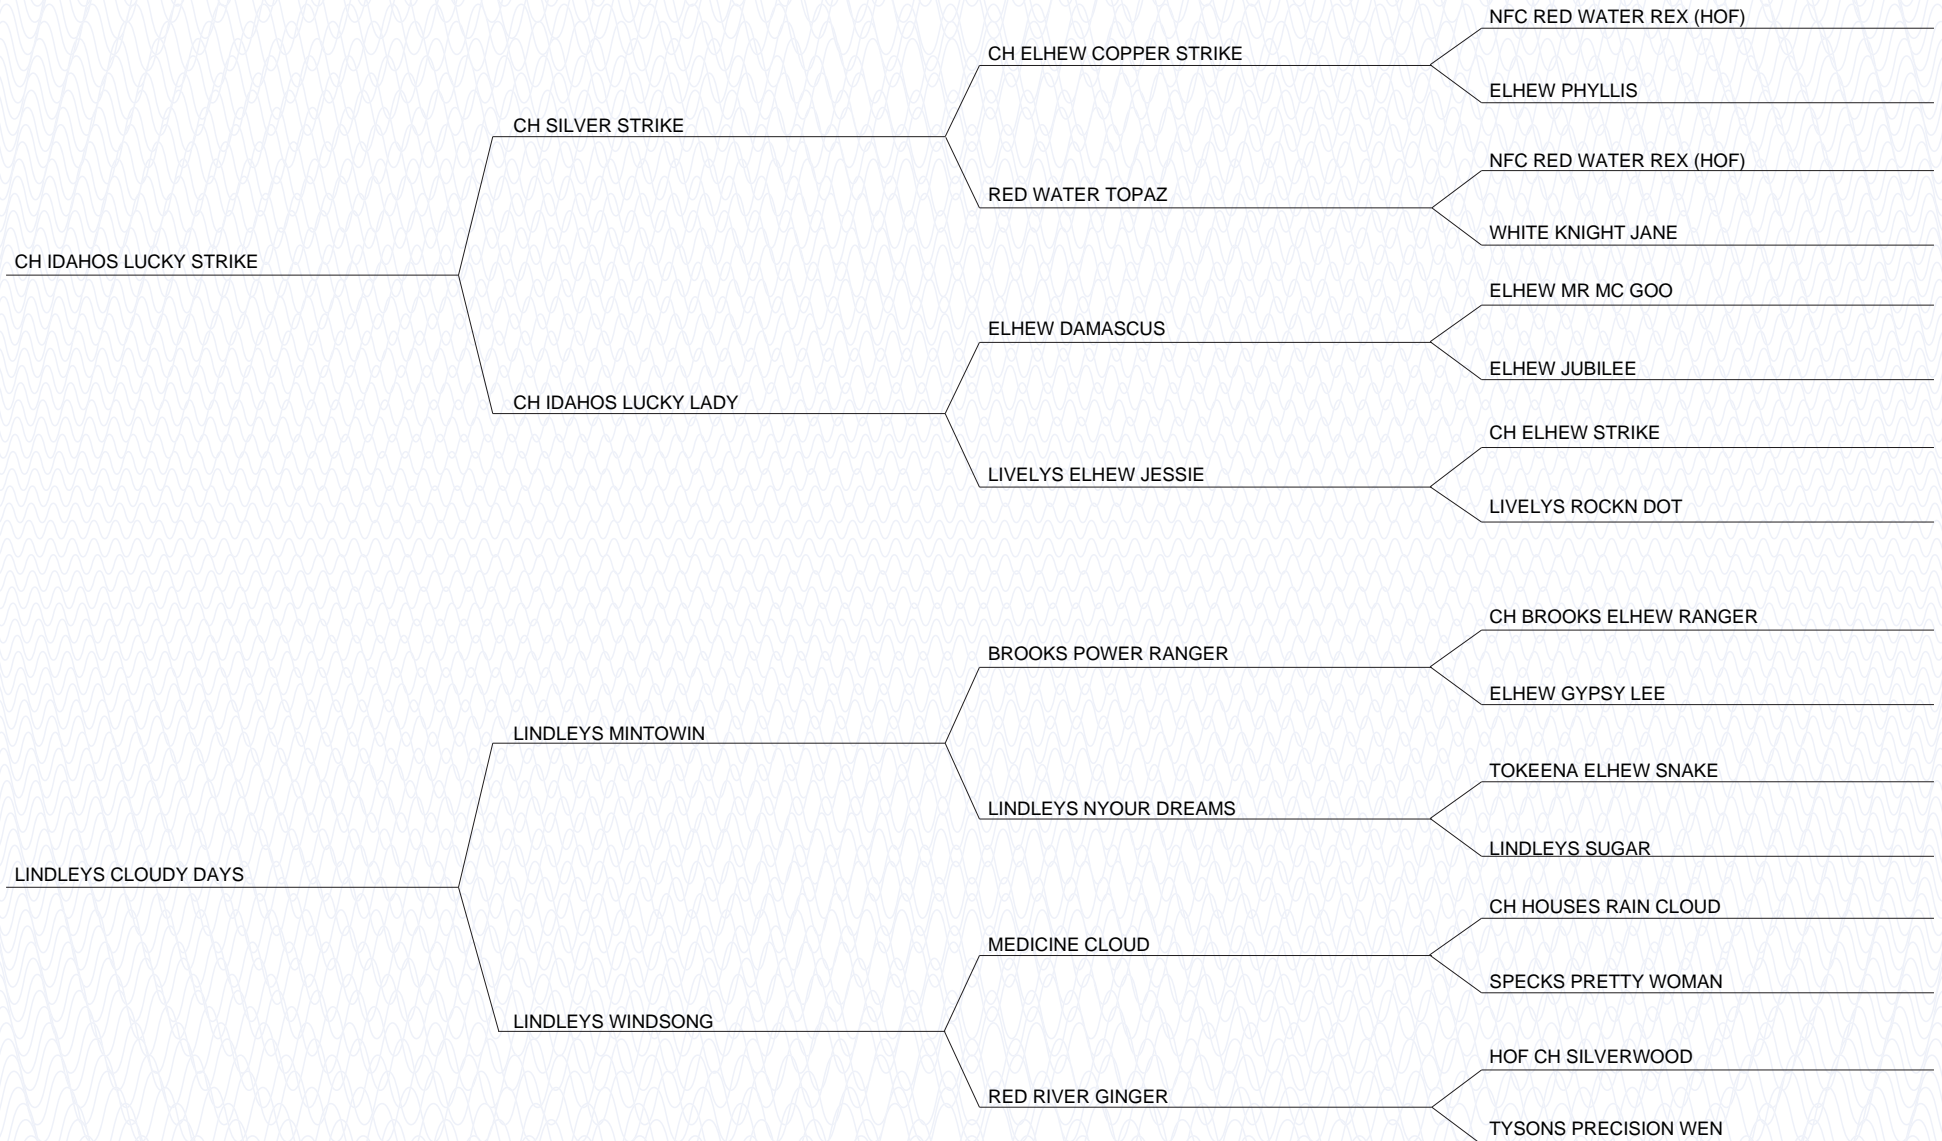 NFC RED WATER REX (HOF)
CH ELHEW COPPER STRIKE
ELHEW PHYLLIS
CH SILVER STRIKE
NFC RED WATER REX (HOF)
RED WATER TOPAZ
WHITE KNIGHT JANE
CH IDAHOS LUCKY STRIKE
ELHEW MR MC GOO
ELHEW DAMASCUS
ELHEW JUBILEE
CH IDAHOS LUCKY LADY
CH ELHEW STRIKE
LIVELYS ELHEW JESSIE
LIVELYS ROCKN DOT
CH BROOKS ELHEW RANGER
BROOKS POWER RANGER
ELHEW GYPSY LEE
LINDLEYS MINTOWIN
TOKEENA ELHEW SNAKE
LINDLEYS NYOUR DREAMS
LINDLEYS SUGAR
LINDLEYS CLOUDY DAYS
CH HOUSES RAIN CLOUD
MEDICINE CLOUD
SPECKS PRETTY WOMAN
LINDLEYS WINDSONG
HOF CH SILVERWOOD
RED RIVER GINGER
TYSONS PRECISION WEN